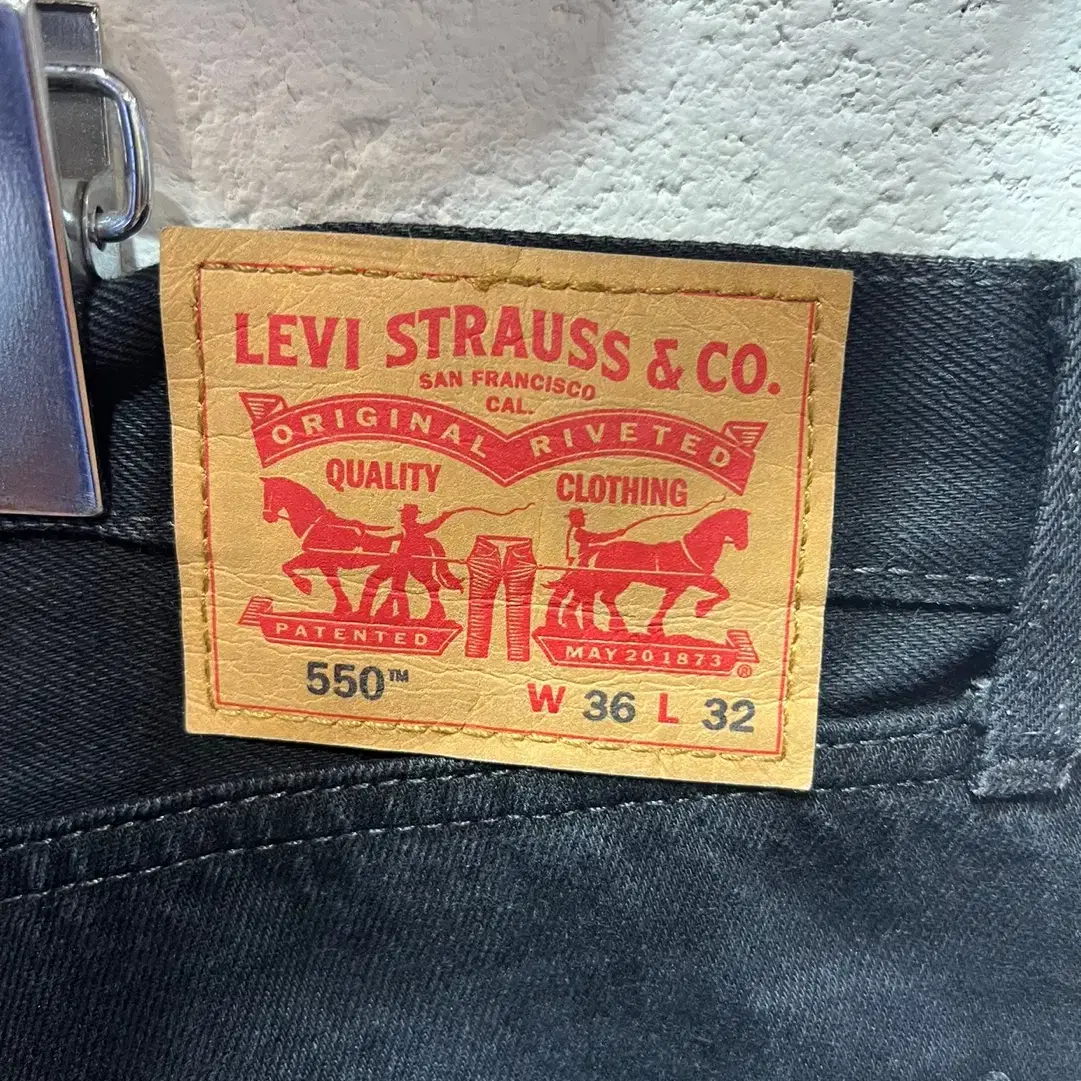 LEVI STRAUSS & CO.
SAN FRANCISCO
CAL.
ORIGINAL RIVETED
QUALITY CLOTHING
PATENTED MAY 20 1873 ®
550™ W 36 L 32